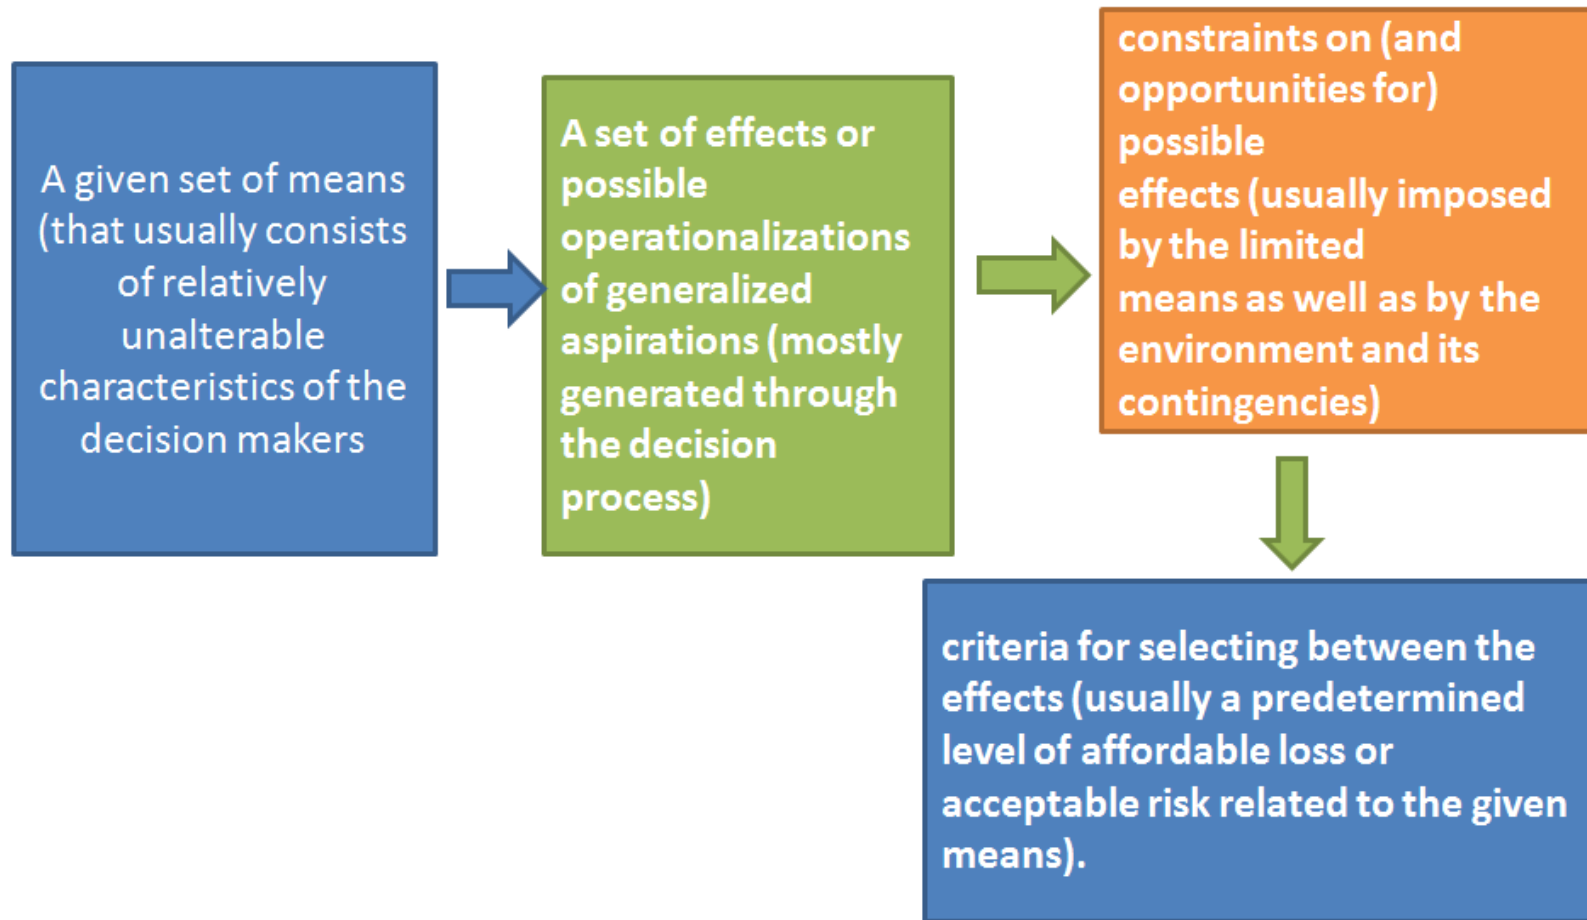 A given set of means
(that usually consists
of relatively
unalterable
characteristics of the
decision makers
A set of effects or
possible
operationalizations
of generalized
aspirations (mostly
generated through
the decision
process)
constraints on (and
opportunities for)
possible
effects (usually imposed
by the limited
means as well as by the
environment and its
contingencies)
criteria for selecting between the
effects (usually a predetermined
level of affordable loss or
acceptable risk related to the given
means).